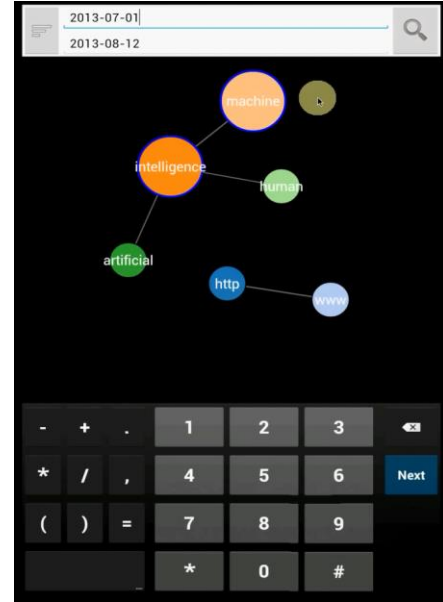 2013-07-01
2013-08-12
machine
intelligence
human
artificial
http
www
- + . 1 2 3
* / , 4 5 6 Next
( ) = 7 8 9
_ * 0 #